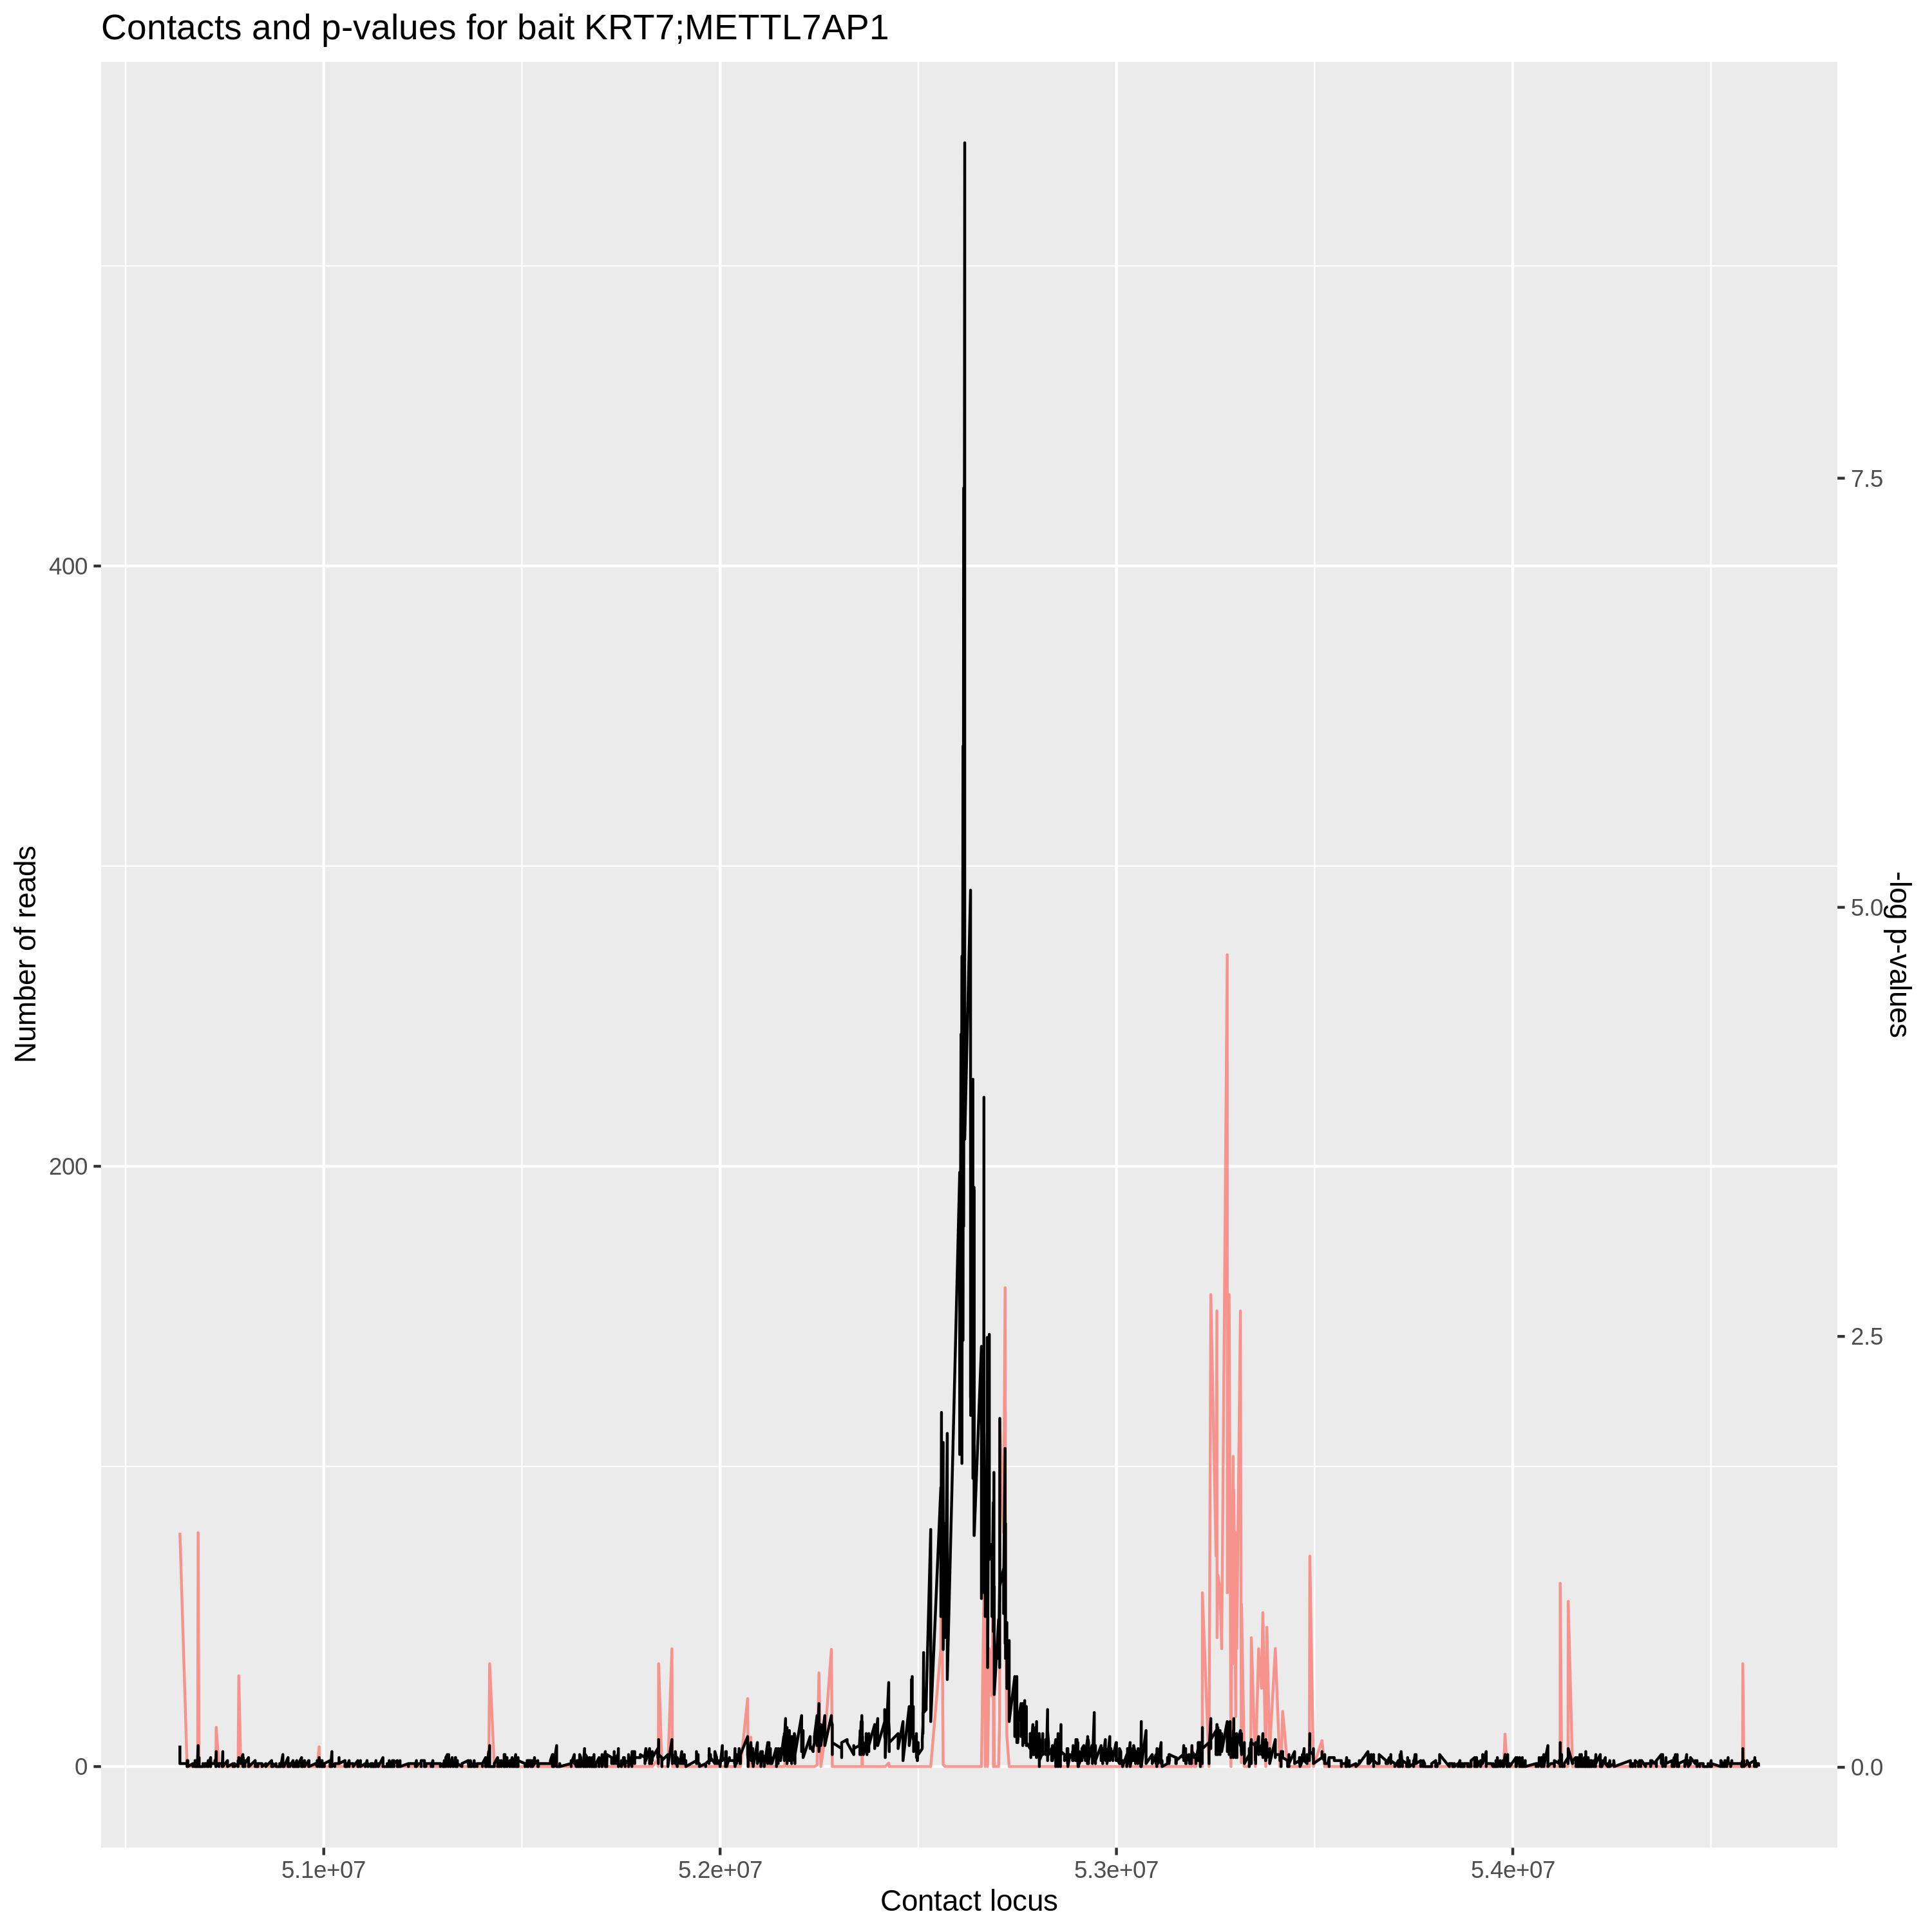 Contacts and p-values for bait KRT7;METTL7AP1
Number of reads
400
200
0
7.5
5.0
2.5
0.0
-log p-values
5.1e+07
5.2e+07
5.3e+07
5.4e+07
Contact locus